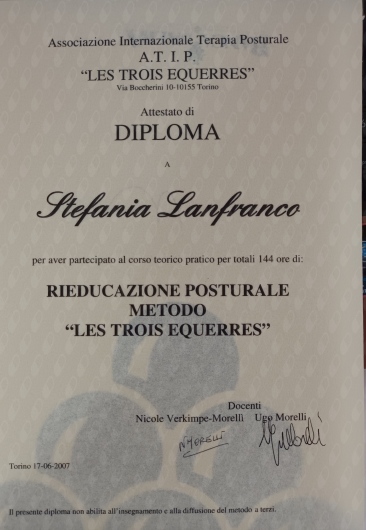 Associazione Internazionale Terapia Posturale
A. T. I. P.
“LES TROIS EQUERRES”
Via Boccherini 10-10155 Torino
Attestato di
DIPLOMA
A
Stefania Lanfranco
per aver partecipato al corso teorico pratico per totali 144 ore di:
RIEDUCAZIONE POSTURALE
METODO
“LES TROIS EQUERRES”
Docenti
Nicole Verkimpe-Morelli Ugo Morelli
NMORELLI
Torino 17-06-2007
Il presente diploma non abilita all’insegnamento e alla diffusione del metodo a terzi.